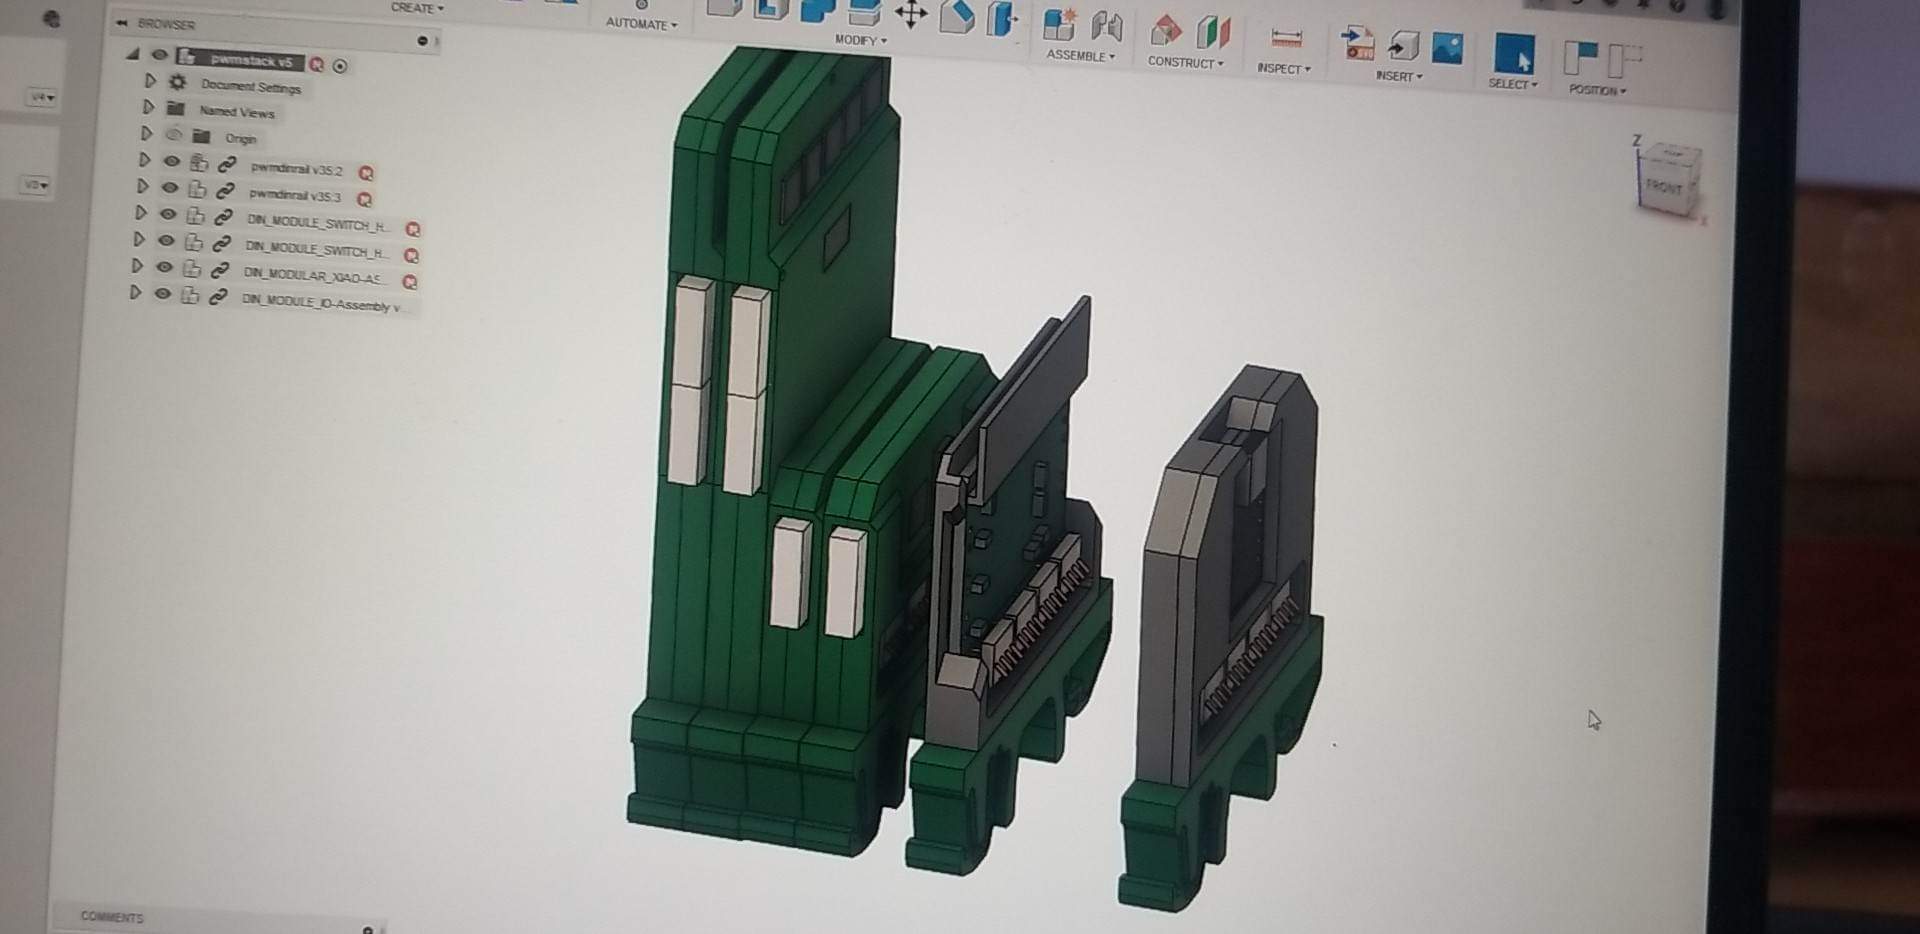 CREATE ▾
AUTOMATE ▾
MODIFY ▾
ASSEMBLE ▾
CONSTRUCT ▾
INSPECT ▾
INSERT ▾
SELECT ▾
POSITION ▾
BROWSER
pwmstack v5
Document Settings
Named Views
Origin
pwmdinrail v35:2
pwmdinrail v35:3
DIN_MODULE_SWITCH_H...
DIN_MODULE_SWITCH_H...
DIN_MODULAR_XIAO-AS...
DIN_MODULE_IO-Assembly v...
V4▾
V3▾
Z
FRONT
COMMENTS